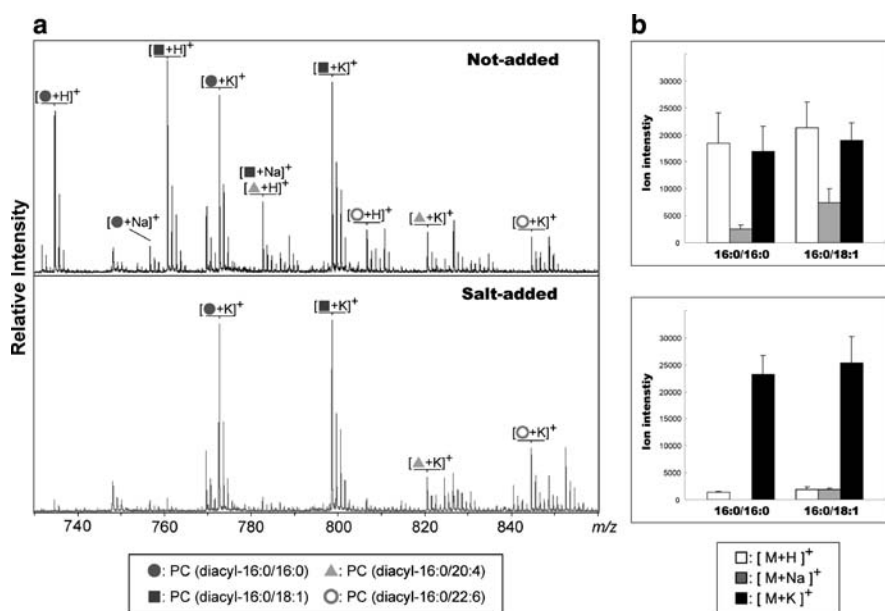 a
b
Not-added
[■+H]⁺
[■+K]⁺
[●+K]⁺
[●+H]⁺
[■+Na]⁺
[▲+H]⁺
[○+H]⁺
[▲+K]⁺
[○+K]⁺
[●+Na]⁺
Relative Intensity
Salt-added
[●+K]⁺
[■+K]⁺
[▲+K]⁺
[○+K]⁺
740 760 780 800 820 840 m/z
●: PC (diacyl-16:0/16:0) ▲: PC (diacyl-16:0/20:4)
■: PC (diacyl-16:0/18:1) ○: PC (diacyl-16:0/22:6)
Ion intenstiy
30000
25000
20000
15000
10000
5000
0
16:0/16:0 16:0/18:1
Ion intenstiy
30000
25000
20000
15000
10000
5000
0
16:0/16:0 16:0/18:1
□: [ M+H ]⁺
■: [ M+Na ]⁺
■: [ M+K ]⁺